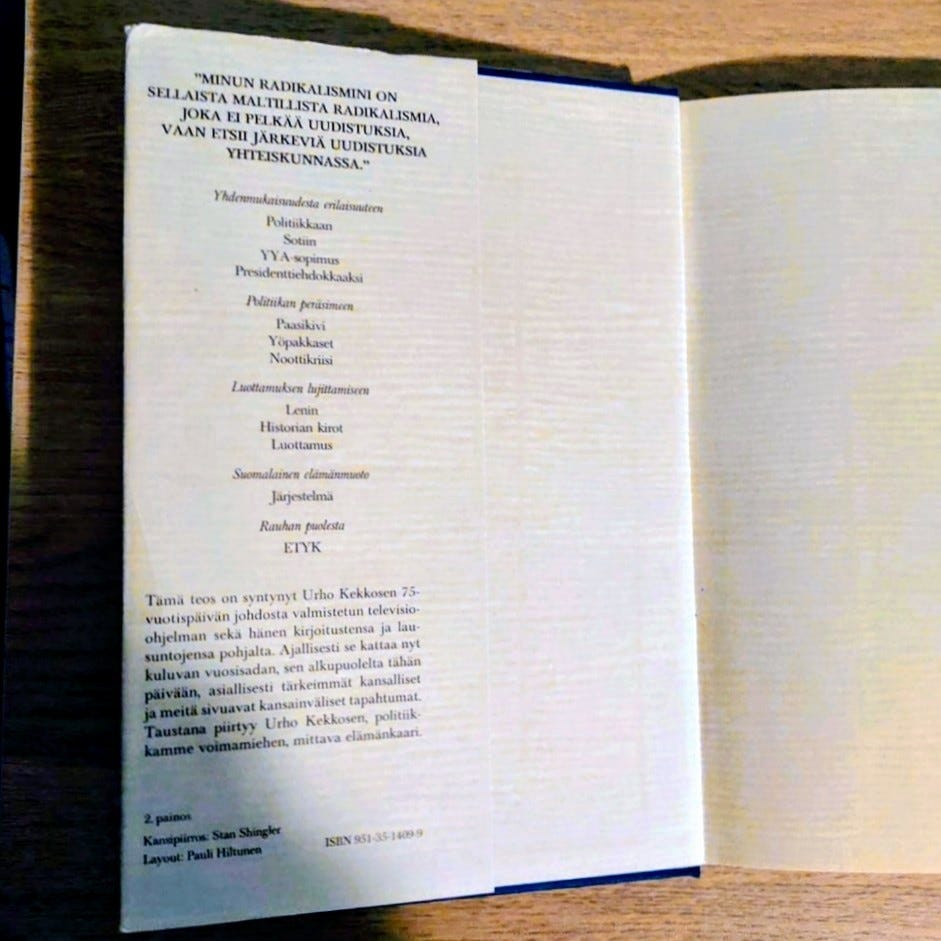 "MINUN RADIKALISMINI ON
SELLAISTA MALTILLISTA RADIKALISMIA,
JOKA EI PELKÄÄ UUDISTUKSIA,
VAAN ETSII JÄRKEVIÄ UUDISTUKSIA
YHTEISKUNNASSA."
Yhdenmukaisuudesta erilaisuuteen
Politiikkaan
Sotiin
YYA-sopimus
Presidenttiehdokkaaksi
Politiikan peräsimeen
Paasikivi
Yöpakkaset
Noottikriisi
Luottamuksen lujittamiseen
Lenin
Historian kirot
Luottamus
Suomalainen elämänmuoto
Järjestelmä
Rauhan puolesta
ETYK
Tämä teos on syntynyt Urho Kekkosen 75-
vuotispäivän johdosta valmistetun televisio-
ohjelman sekä hänen kirjoitustensa ja lau-
suntojensa pohjalta. Ajallisesti se kattaa nyt
kuluvan vuosisadan, sen alkupuolelta tähän
päivään, asiallisesti tärkeimmät kansalliset
ja meitä sivuavat kansainväliset tapahtumat.
Taustana piirtyy Urho Kekkosen, politiik-
kamme voimamiehen, mittava elämänkaari.
2. painos
Kansipiirros: Stan Shingler
Layout: Pauli Hiltunen
ISBN 951-35-1409-9